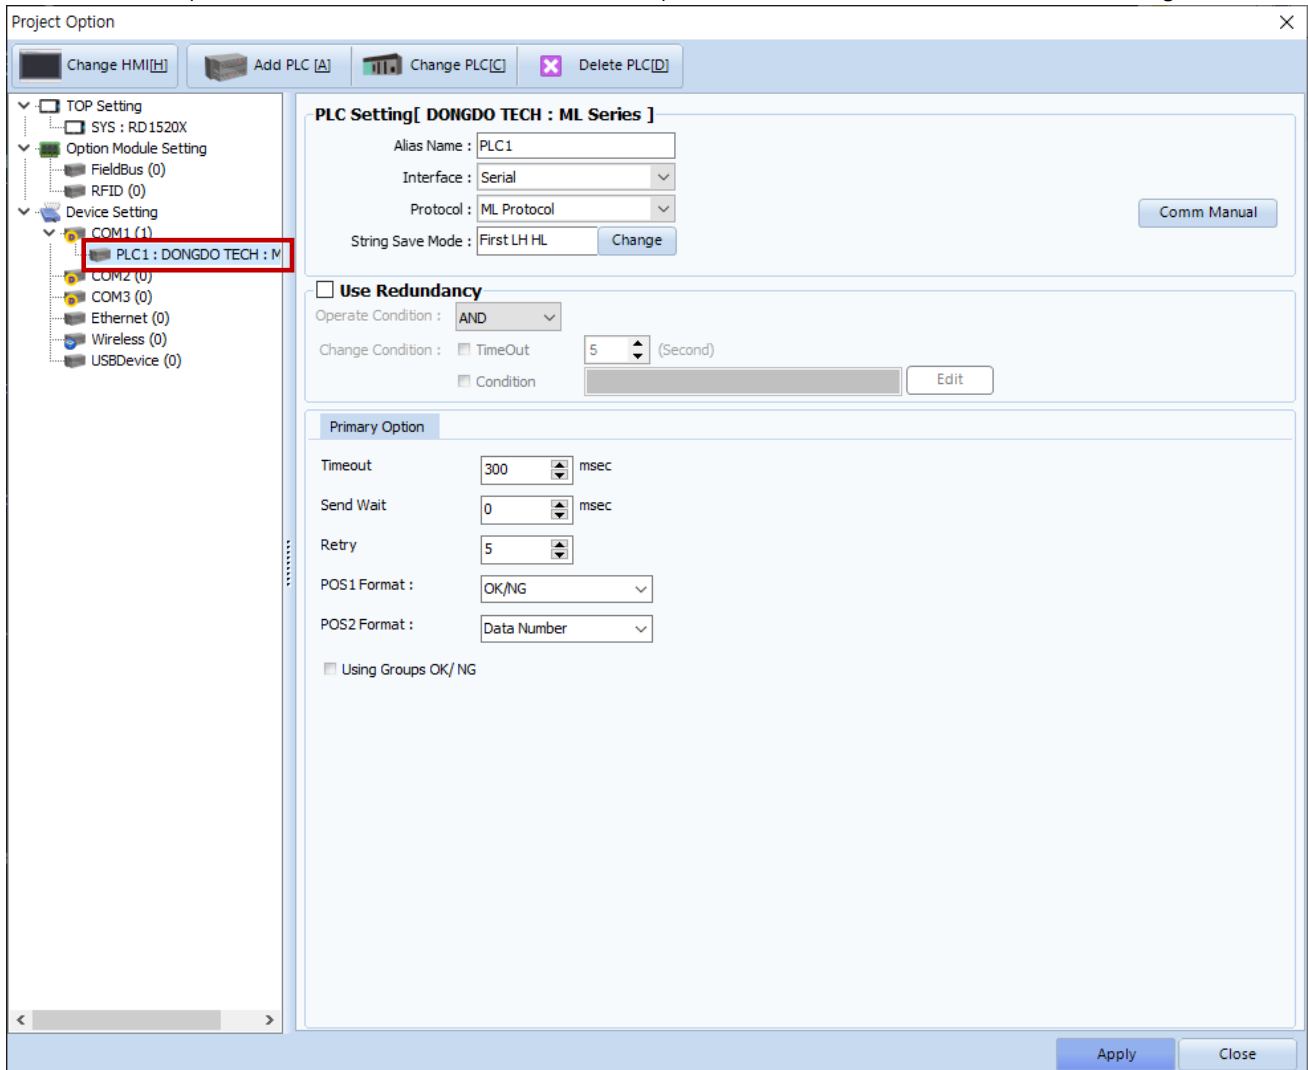 Project Option
Change HMI[H]
Add PLC [A]
Change PLC[C]
Delete PLC[D]
TOP Setting
SYS : RD1520X
Option Module Setting
FieldBus (0)
RFID (0)
Device Setting
COM1 (1)
PLC1 : DONGDO TECH : M
COM2 (0)
COM3 (0)
Ethernet (0)
Wireless (0)
USBDevice (0)
PLC Setting[ DONGDO TECH : ML Series ]
Alias Name : PLC1
Interface : Serial
Protocol : ML Protocol
Comm Manual
String Save Mode : First LH HL Change
Use Redundancy
Operate Condition : AND
Change Condition : TimeOut 5 (Second)
Condition Edit
Primary Option
Timeout 300 msec
Send Wait 0 msec
Retry 5
POS1 Format : OK/NG
POS2 Format : Data Number
Using Groups OK/ NG
Apply Close